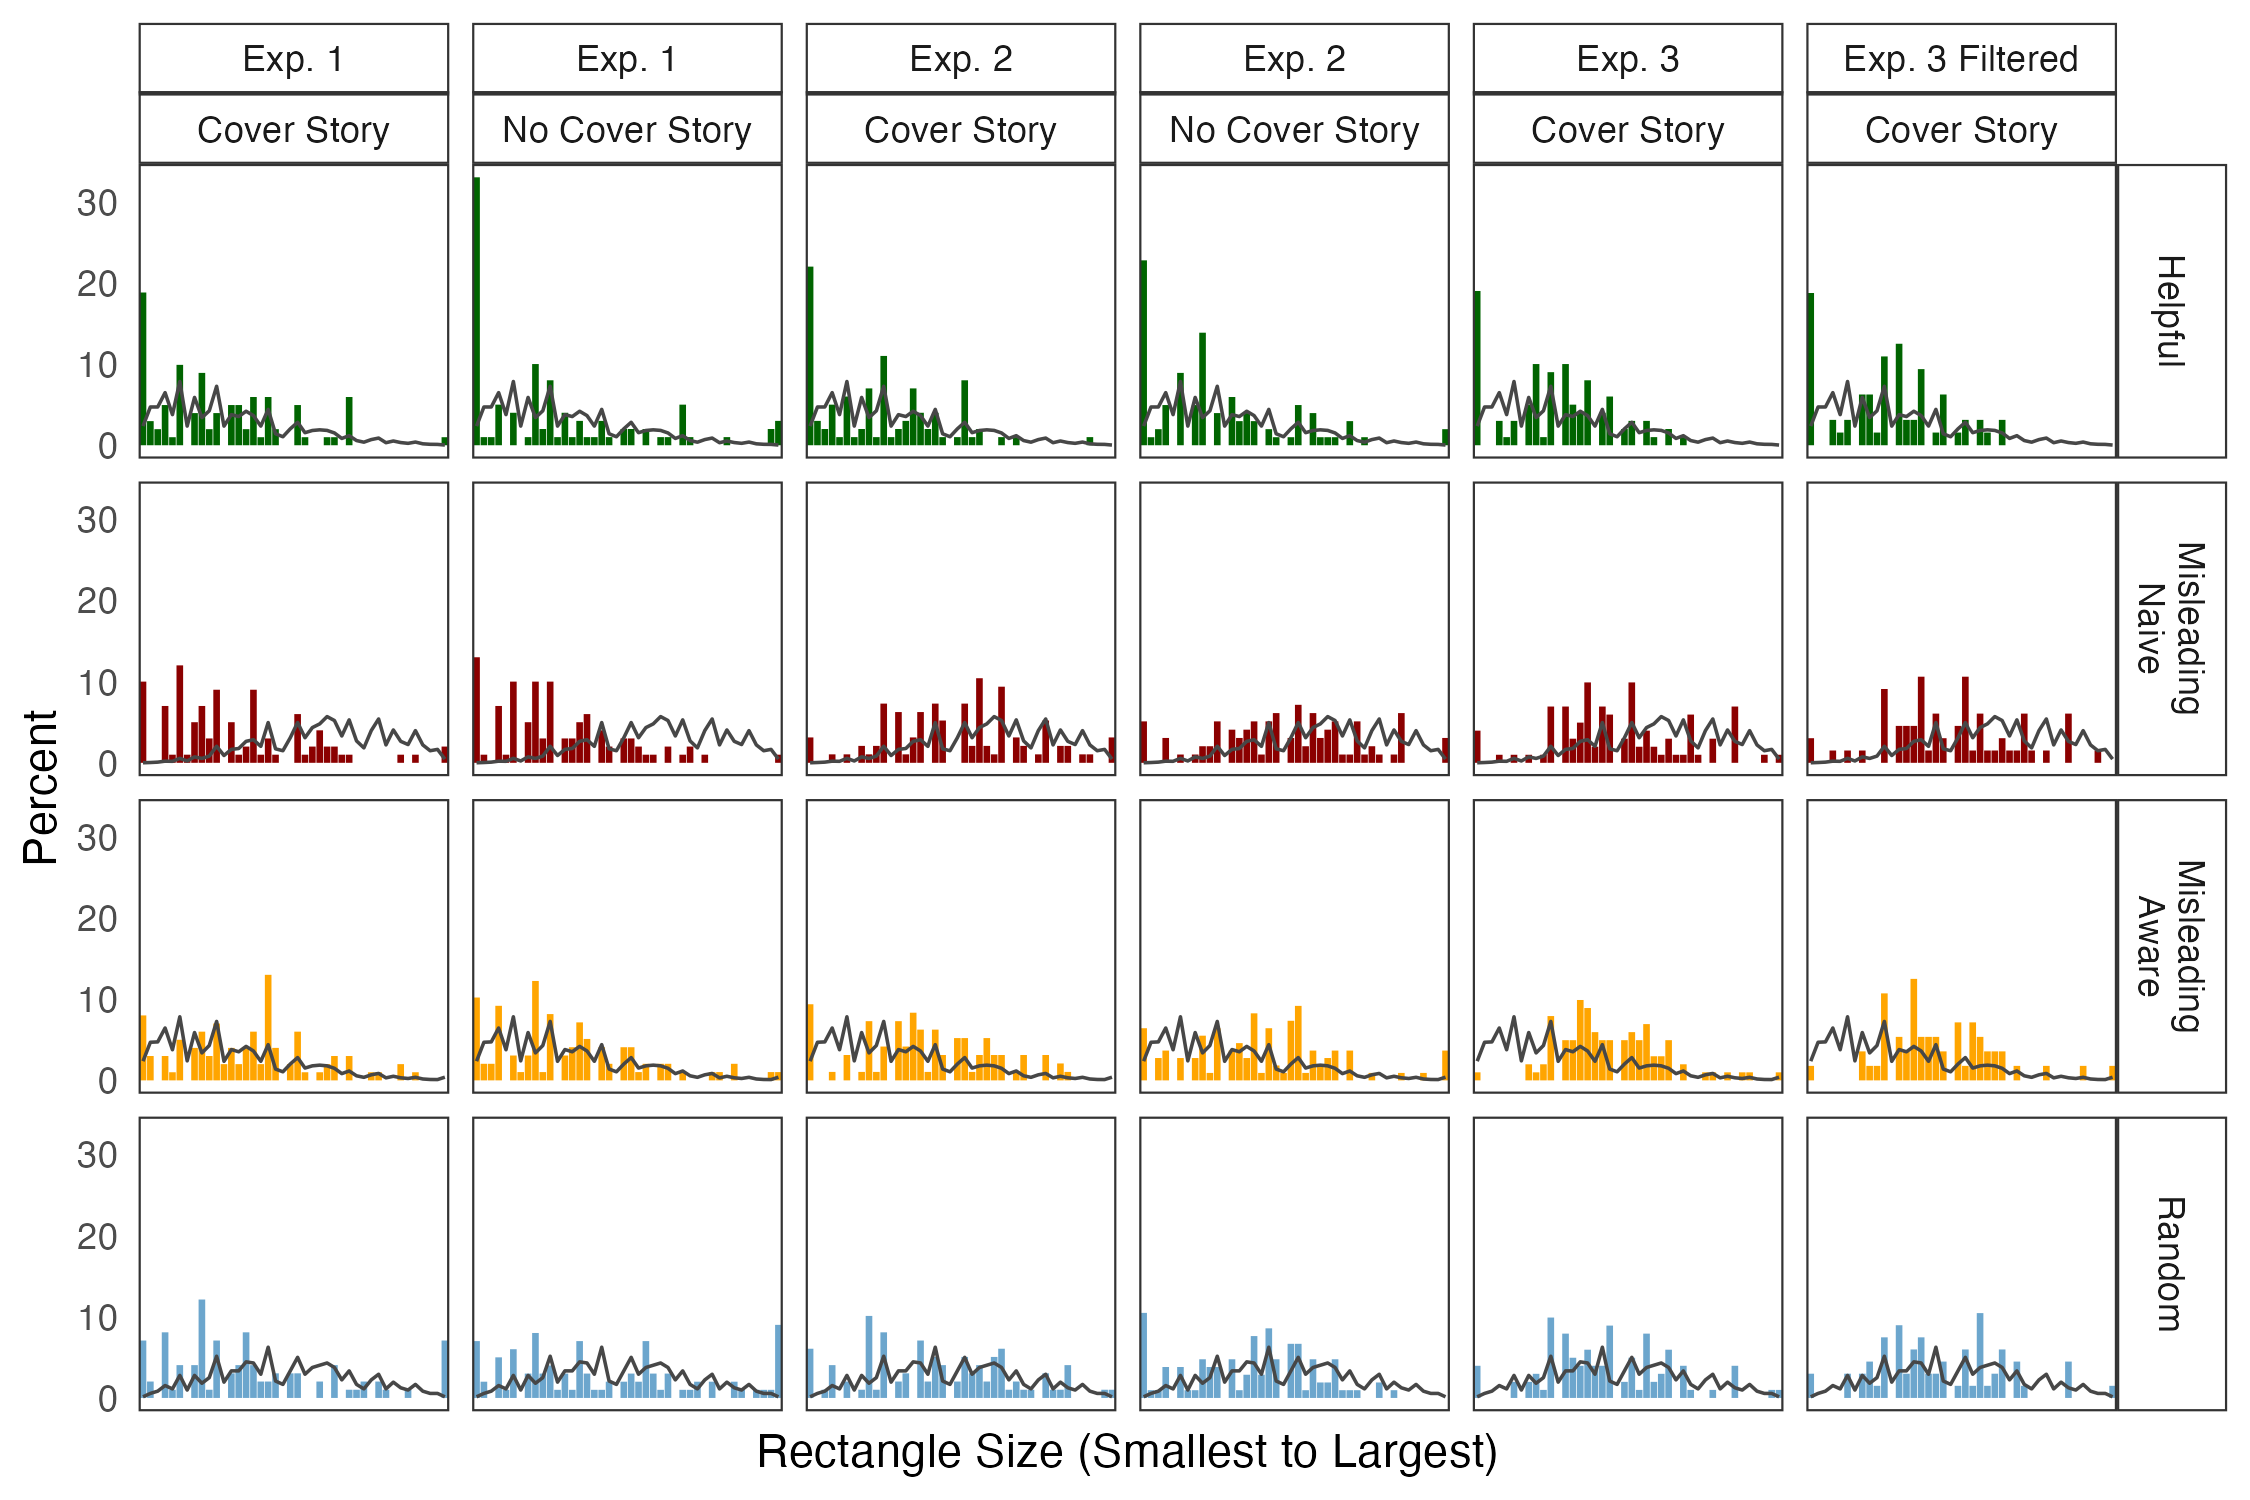 Exp. 1
Exp. 1
Exp. 2
Exp. 2
Exp. 3
Exp. 3 Filtered
Cover Story
No Cover Story
Cover Story
No Cover Story
Cover Story
Cover Story
Percent
30
20
10
0
Helpful
30
20
10
0
Misleading
Naive
30
20
10
0
Misleading
Aware
30
20
10
0
Random
Rectangle Size (Smallest to Largest)